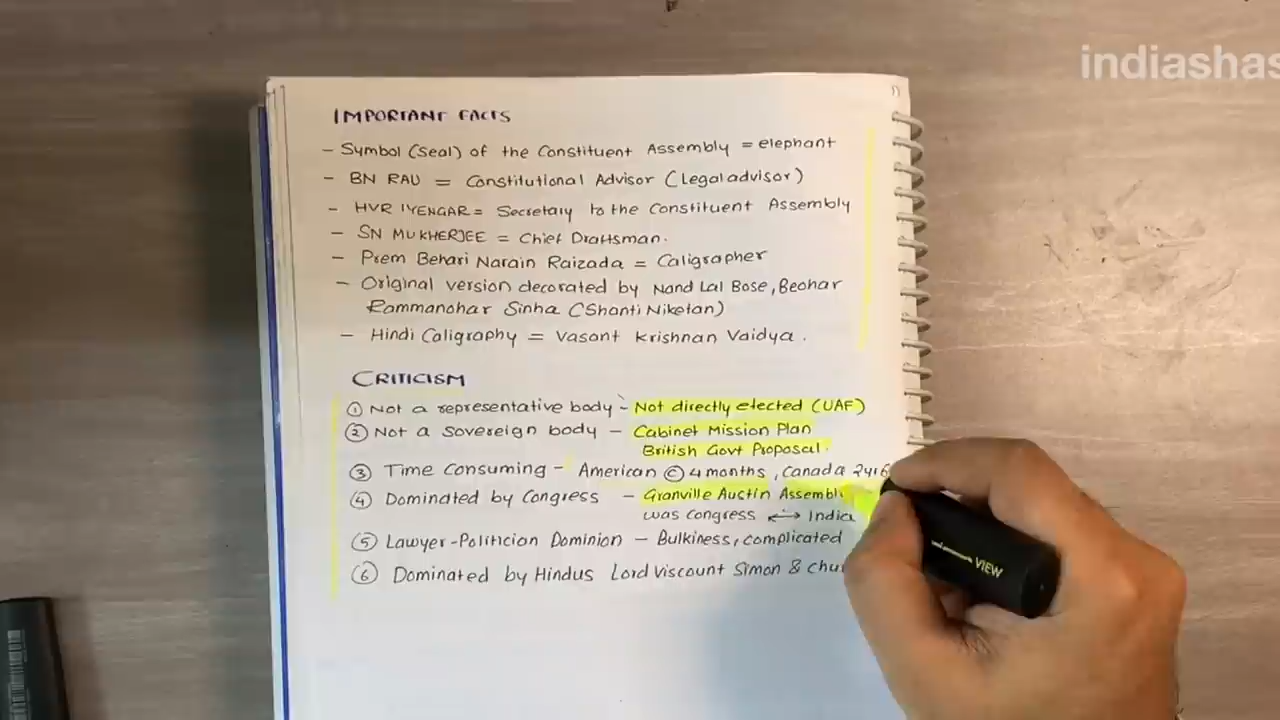 indiashas
IMPORTANT FACTS
- Symbol (Seal) of the Constituent Assembly = elephant
- BN RAU = Constitutional Advisor (Legal advisor)
- HVR IYENGAR = Secretary to the Constituent Assembly
- SN MUKHERJEE = Chief Draftsman.
- Prem Behari Narain Raizada = Caligrapher
- Original version decorated by Nand Lal Bose, Beohar
Rammanohar Sinha (Shanti Niketan)
- Hindi Caligraphy = Vasant Krishnan Vaidya.
CRITICISM
① Not a representative body - Not directly elected (UAF)
② Not a Sovereign body - Cabinet Mission Plan
British Govt Proposal.
③ Time Consuming - American © 4 months, Canada 2yr6
④ Dominated by Congress - Granville Austin Assembl
was Congress ↔ India
⑤ Lawyer-Politician Dominion - Bulkiness, complicated
⑥ Dominated by Hindus Lord Viscount Simon & chu
VIEW